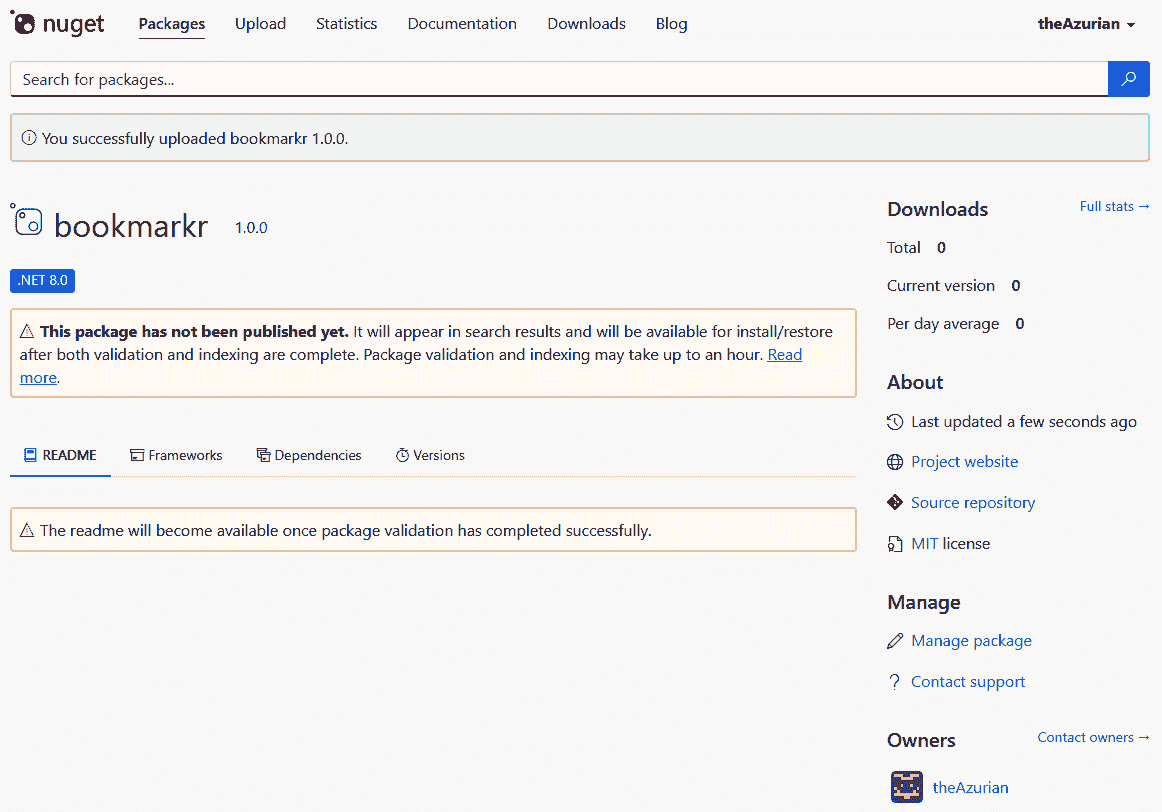 nuget Packages Upload Statistics Documentation Downloads Blog theAzurian
Search for packages...
You successfully uploaded bookmarkr 1.0.0.
bookmarkr 1.0.0
.NET 8.0
This package has not been published yet. It will appear in search results and will be available for install/restore
after both validation and indexing are complete. Package validation and indexing may take up to an hour. Read
more.
README Frameworks Dependencies Versions
The readme will become available once package validation has completed successfully.
Downloads Full stats →
Total 0
Current version 0
Per day average 0
About
Last updated a few seconds ago
Project website
Source repository
MIT license
Manage
Manage package
? Contact support
Owners Contact owners →
theAzurian